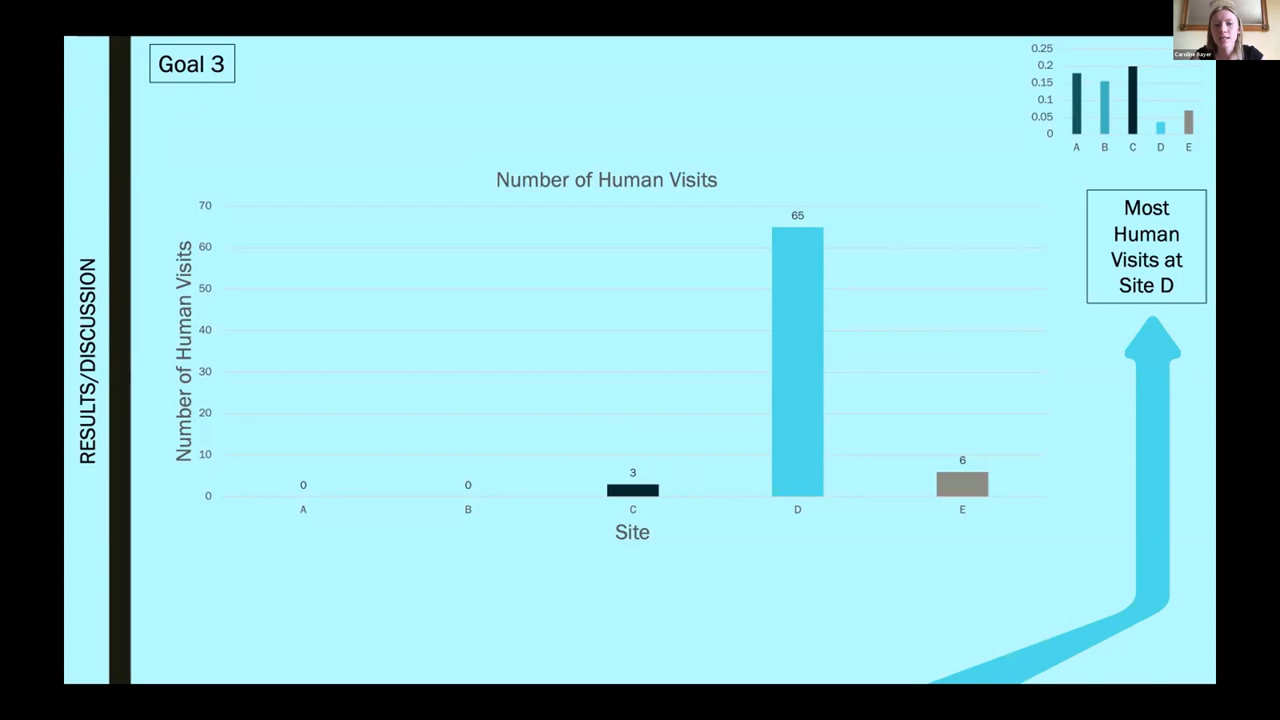 Goal 3
RESULTS/DISCUSSION
Caroline Bayer
0.25
0.2
0.15
0.1
0.05
0
A B C D E
Number of Human Visits
Number of Human Visits
70
60
50
40
30
20
10
0
0
0
3
65
6
A B C D E
Site
Most
Human
Visits at
Site D